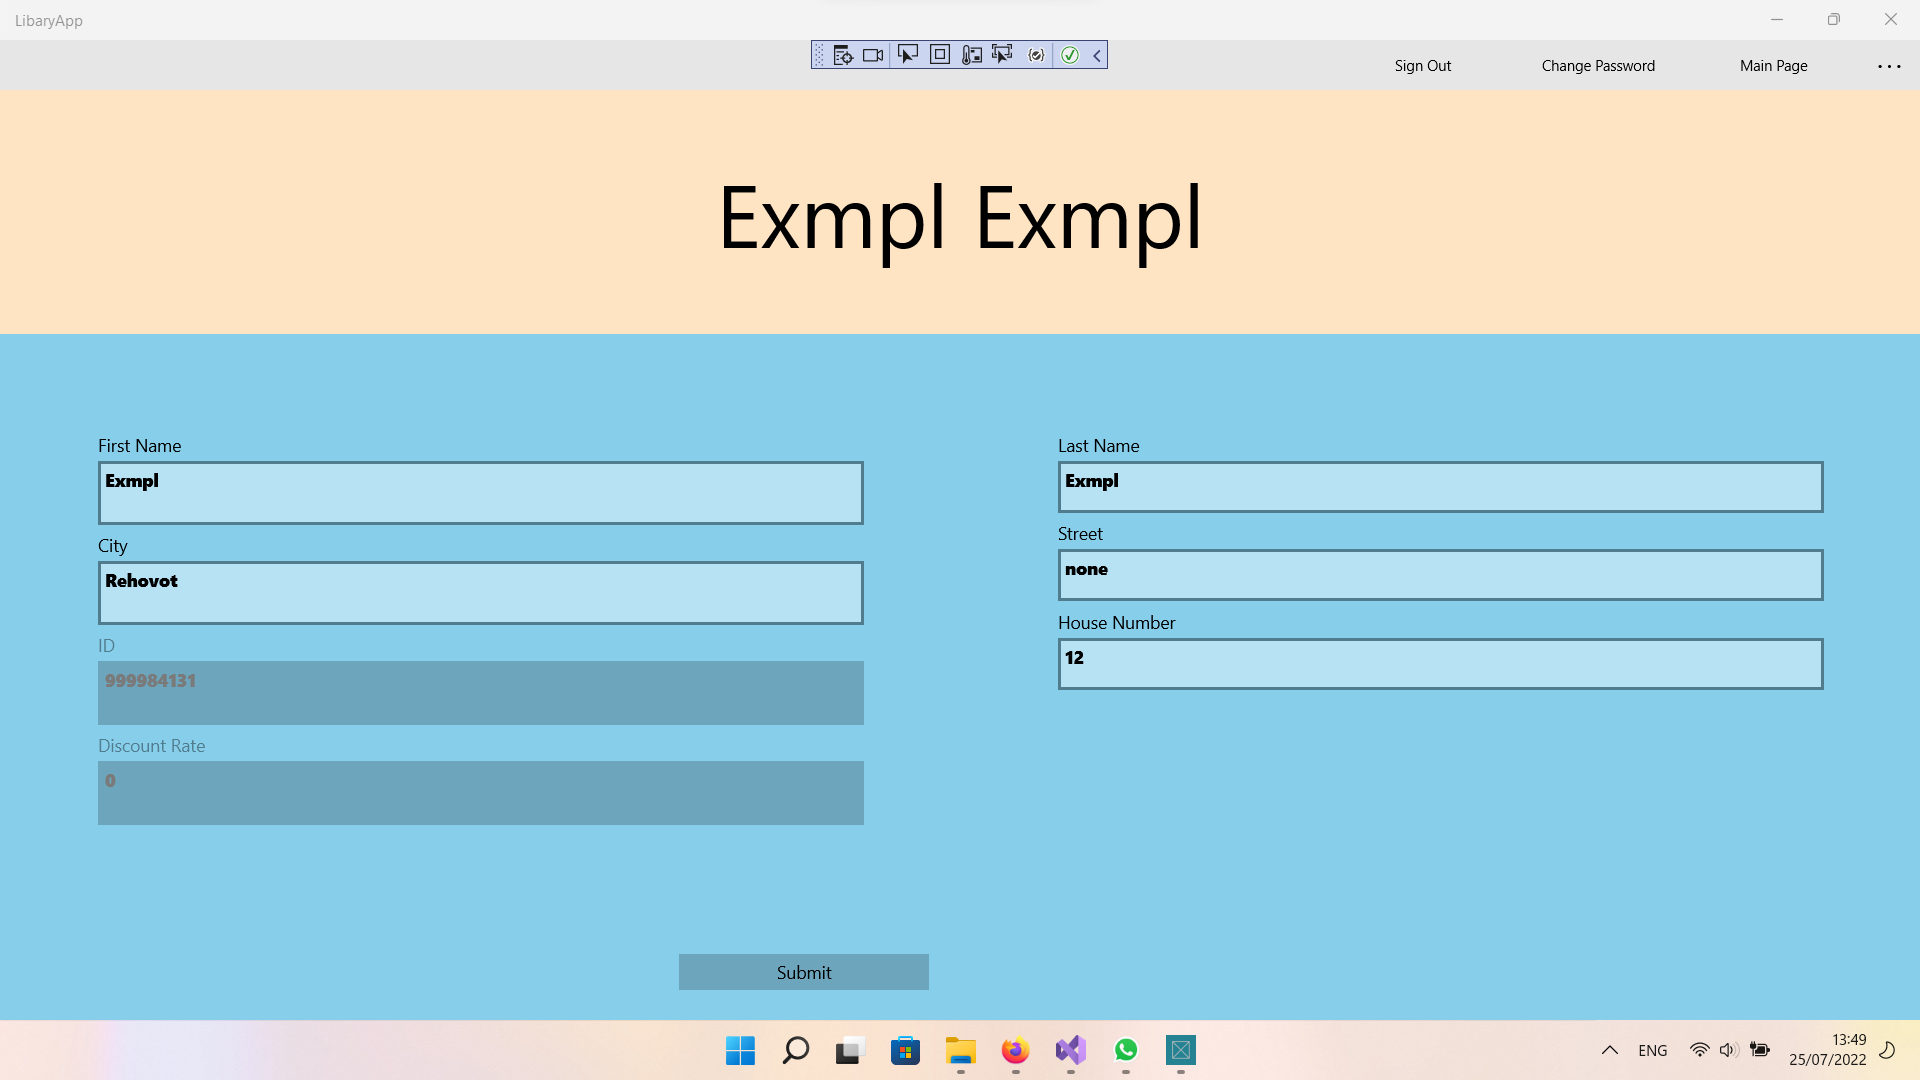 LibaryApp
Sign Out
Change Password
Main Page
Exmpl Exmpl
First Name
Exmpl
City
Rehovot
ID
999984131
Discount Rate
0
Last Name
Exmpl
Street
none
House Number
12
Submit
ENG
13:49
25/07/2022